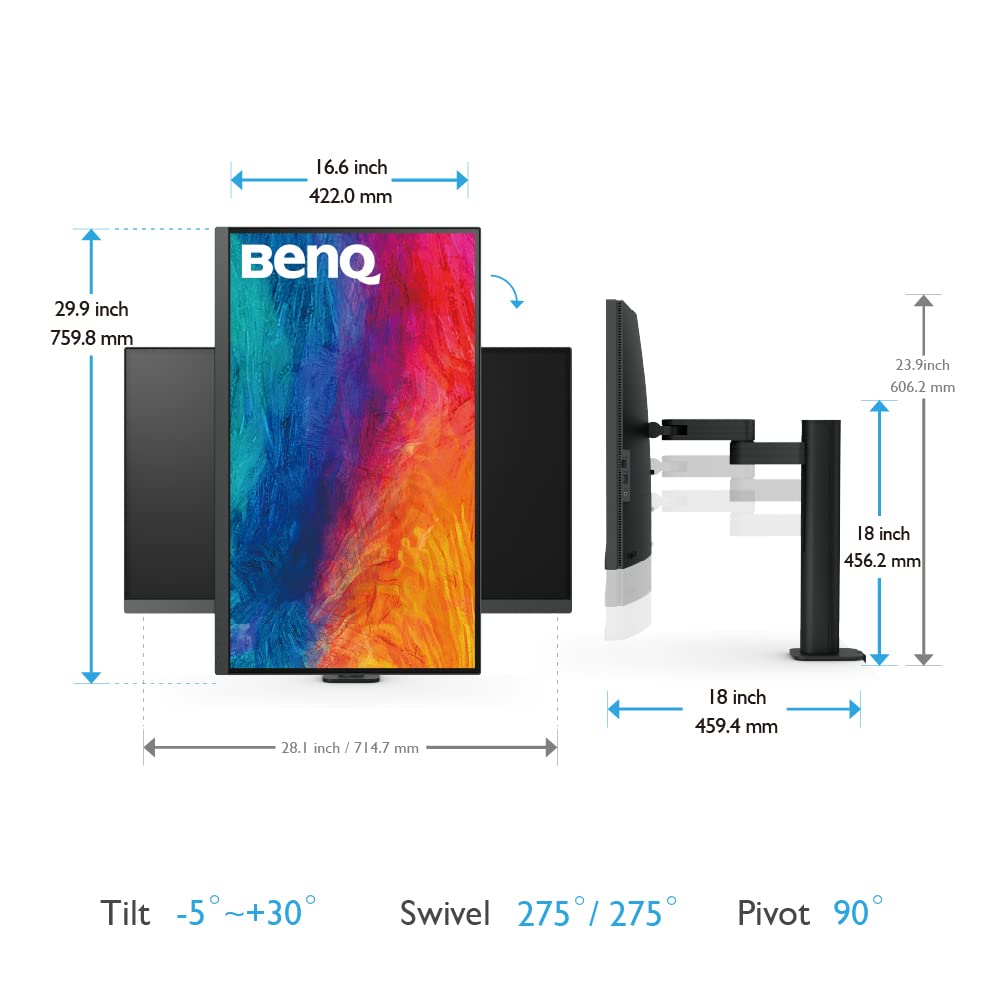 16.6 inch
422.0 mm
BenQ
29.9 inch
759.8 mm
23.9inch
606.2 mm
18 inch
456.2 mm
18 inch
459.4 mm
28.1 inch / 714.7 mm
Tilt -5°~+30° Swivel 275°/ 275° Pivot 90°